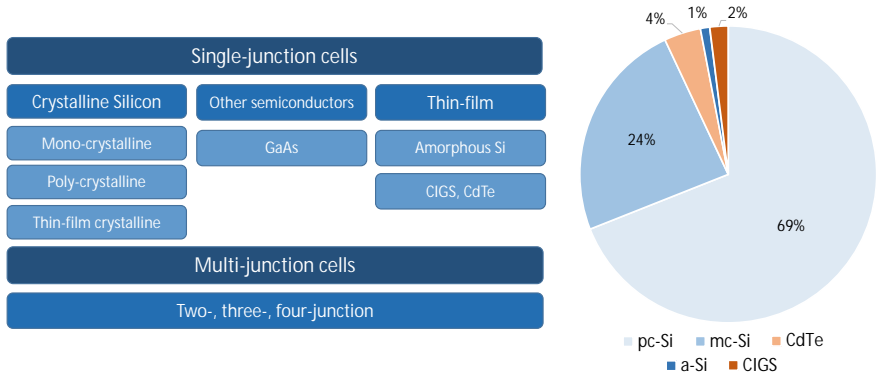 Single-junction cells
Crystalline Silicon
Other semiconductors
Thin-film
Mono-crystalline
GaAs
Amorphous Si
Poly-crystalline
CIGS, CdTe
Thin-film crystalline
Multi-junction cells
Two-, three-, four-junction
4%
1%
2%
24%
69%
pc-Si
mc-Si
CdTe
a-Si
CIGS